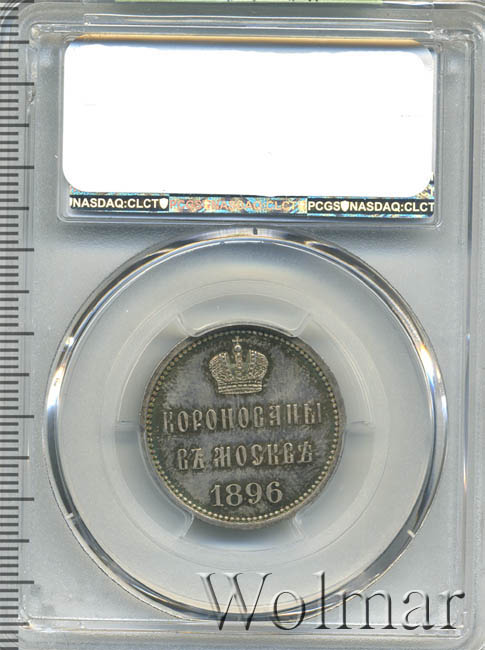 NASDAQ:CLCT PCGS NASDAQ:CLCT PCGS NASDAQ:CLCT
КОРОНОВАНЫ
ВЪ МОСКВѢ
1896
Wolmar